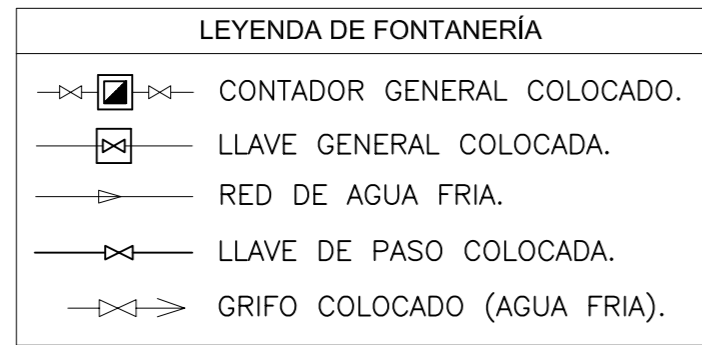 LEYENDA DE FONTANERÍA
CONTADOR GENERAL COLOCADO.
LLAVE GENERAL COLOCADA.
RED DE AGUA FRIA.
LLAVE DE PASO COLOCADA.
GRIFO COLOCADO (AGUA FRIA).